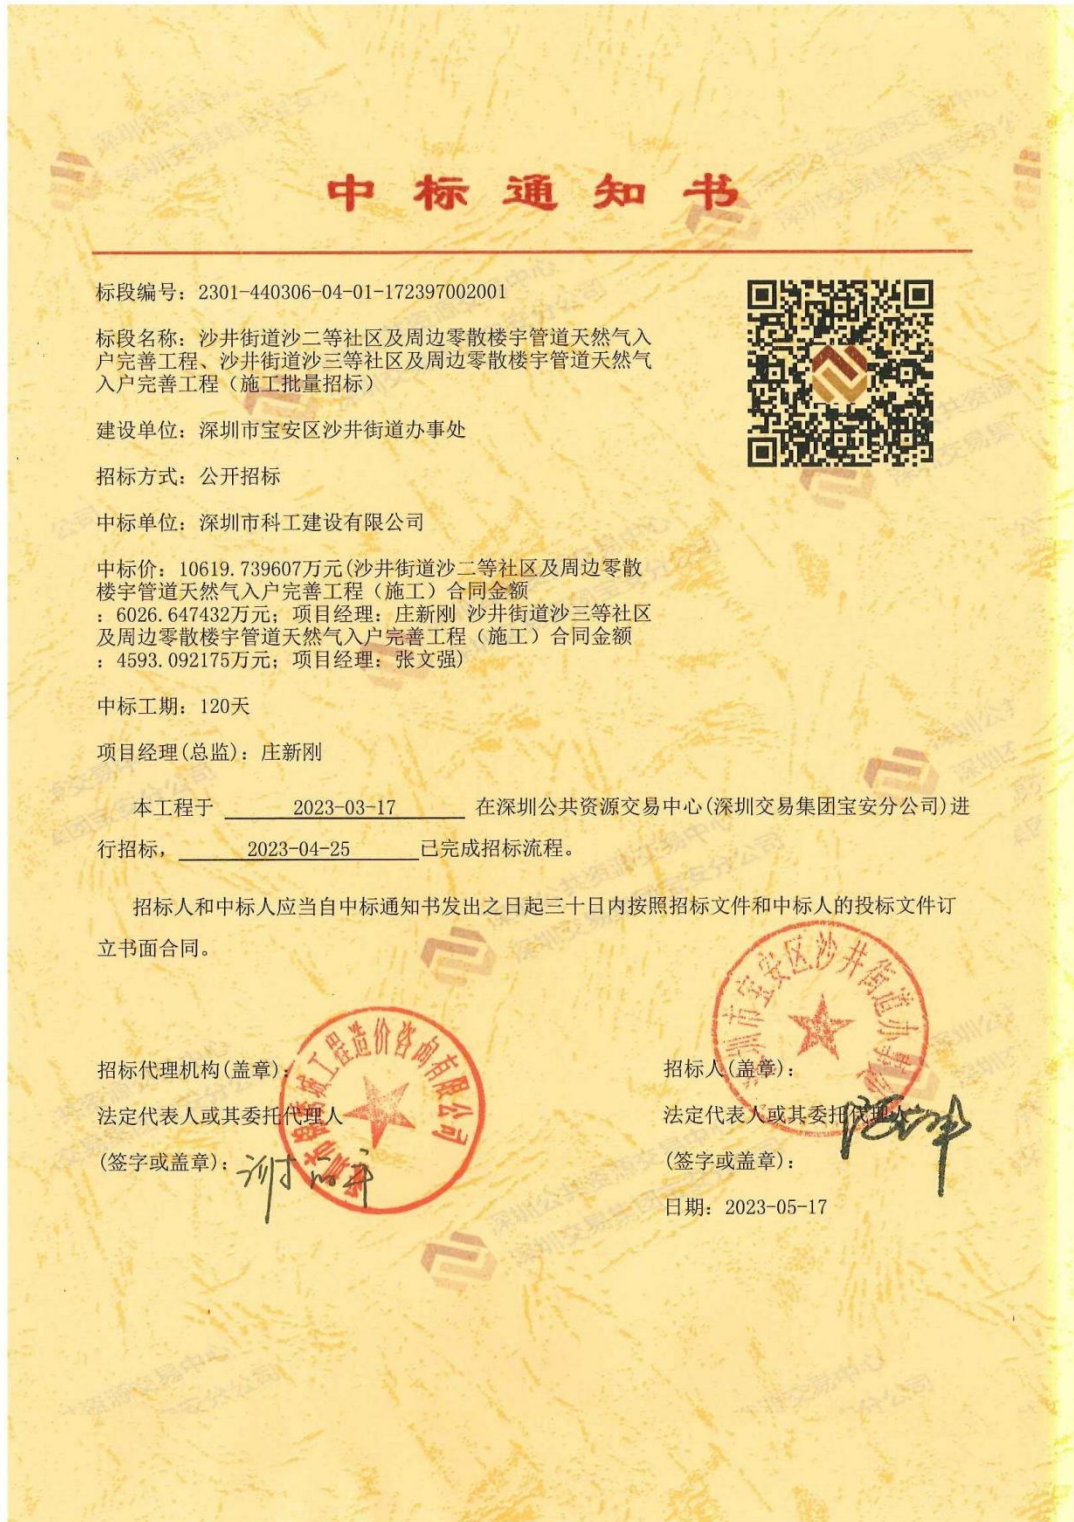 中标通知书
标段编号：2301-440306-04-01-172397002001
标段名称：沙井街道沙二等社区及周边零散楼宇管道天然气入
户完善工程、沙井街道沙三等社区及周边零散楼宇管道天然气
入户完善工程（施工批量招标）
建设单位：深圳市宝安区沙井街道办事处
招标方式：公开招标
中标单位：深圳市科工建设有限公司
中标价：10619.739607万元(沙井街道沙二等社区及周边零散
楼宇管道天然气入户完善工程（施工）合同金额
：6026.647432万元；项目经理：庄新刚 沙井街道沙三等社区
及周边零散楼宇管道天然气入户完善工程（施工）合同金额
：4593.092175万元；项目经理：张文强)
中标工期：120天
项目经理(总监)：庄新刚
本工程于 2023-03-17 在深圳公共资源交易中心(深圳交易集团宝安分公司)进
行招标，2023-04-25已完成招标流程。
招标人和中标人应当自中标通知书发出之日起三十日内按照招标文件和中标人的投标文件订
立书面合同。
招标代理机构(盖章)：
法定代表人或其委托代理人
(签字或盖章)：
工程造价咨询有限公司
招标人(盖章)：
法定代表人或其委托代理人
(签字或盖章)：
日期：2023-05-17
深圳市宝安区沙井街道办事处